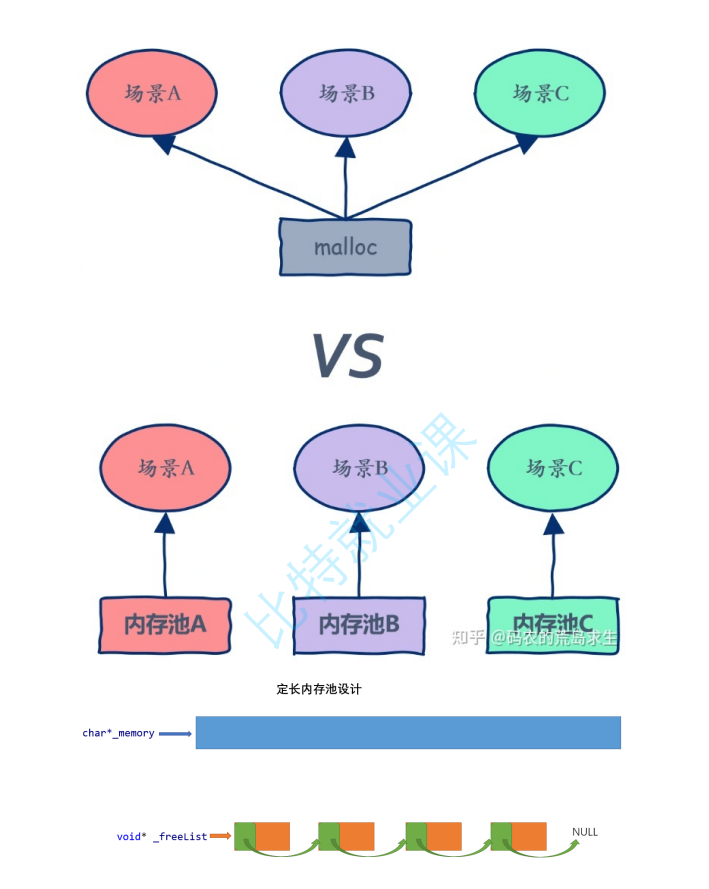 场景A
场景B
场景C
malloc
VS
场景A
场景B
场景C
比特就业课
内存池A
内存池B
内存池C
知乎 @码农的荒岛求生
定长内存池设计
char*_memory
void* _freeList
NULL